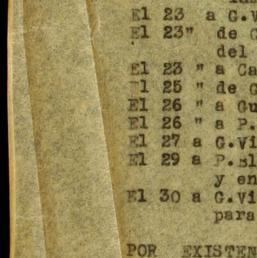 El 23 a G.V
El 23" de G
del
El 23 " a Ca
El 25 " de G
El 26 " a Gu
El 26 " a P.
El 27 a G.Vi
El 29 a P.Bl
y en
El 30 a G.Vi
para
POR EXISTEN